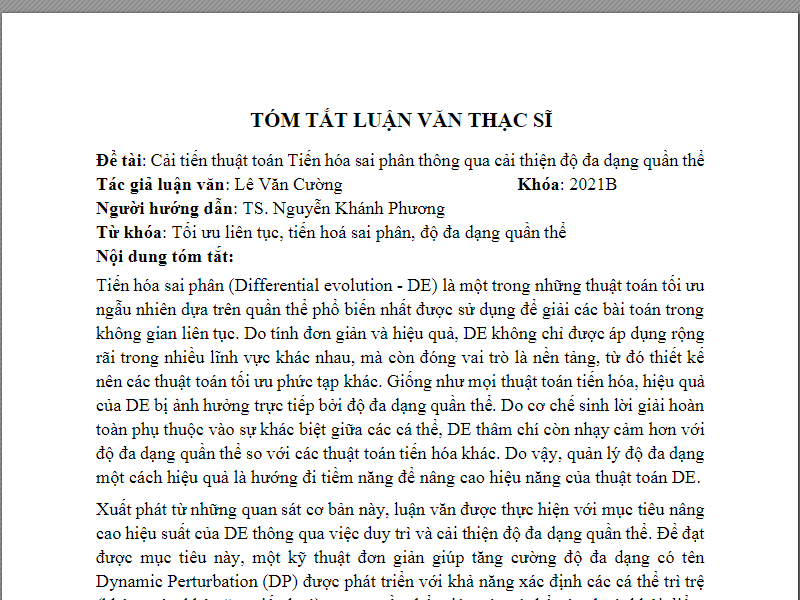 TÓM TẮT LUẬN VĂN THẠC SĨ
Đề tài: Cải tiến thuật toán Tiến hóa sai phân thông qua cải thiện độ đa dạng quần thể
Tác giả luận văn: Lê Văn Cường Khóa: 2021B
Người hướng dẫn: TS. Nguyễn Khánh Phương
Từ khóa: Tối ưu liên tục, tiến hoá sai phân, độ đa dạng quần thể
Nội dung tóm tắt:
Tiến hóa sai phân (Differential evolution - DE) là một trong những thuật toán tối ưu
ngẫu nhiên dựa trên quần thể phổ biến nhất được sử dụng để giải các bài toán trong
không gian liên tục. Do tính đơn giản và hiệu quả, DE không chỉ được áp dụng rộng
rãi trong nhiều lĩnh vực khác nhau, mà còn đóng vai trò là nền tảng, từ đó thiết kế
nên các thuật toán tối ưu phức tạp khác. Giống như mọi thuật toán tiến hóa, hiệu quả
của DE bị ảnh hưởng trực tiếp bởi độ đa dạng quần thể. Do cơ chế sinh lời giải hoàn
toàn phụ thuộc vào sự khác biệt giữa các cá thể, DE thâm chí còn nhạy cảm hơn với
độ đa dạng quần thể so với các thuật toán tiến hóa khác. Do vậy, quản lý độ đa dạng
một cách hiệu quả là hướng đi tiềm năng để nâng cao hiệu năng của thuật toán DE.
Xuất phát từ những quan sát cơ bản này, luận văn được thực hiện với mục tiêu nâng
cao hiệu suất của DE thông qua việc duy trì và cải thiện độ đa dạng quần thể. Để đạt
được mục tiêu này, một kỹ thuật đơn giản giúp tăng cường độ đa dạng có tên
Dynamic Perturbation (DP) được phát triển với khả năng xác định các cá thể trì trệ